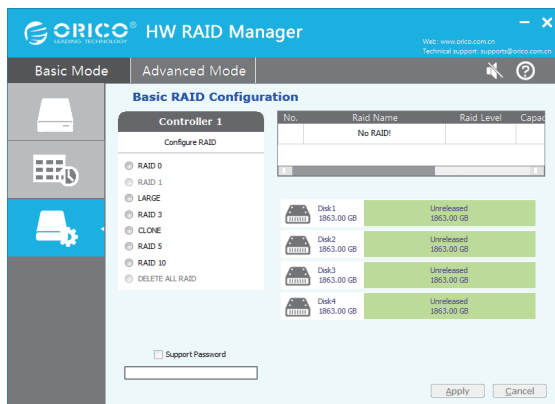 ORICO® HW RAID Manager
LEADING TECHNOLOGY
Web : www.orico.com.cn
Technical support: supports@orico.com.cn
Basic Mode Advanced Mode
Basic RAID Configuration
Controller 1
Configure RAID
RAID 0
RAID 1
LARGE
RAID 3
CLONE
RAID 5
RAID 10
DELETE ALL RAID
Support Password
No. Raid Name Raid Level Capac
No RAID!
Disk1 Unreleased
1863.00 GB 1863.00 GB
Disk2 Unreleased
1863.00 GB 1863.00 GB
Disk3 Unreleased
1863.00 GB 1863.00 GB
Disk4 Unreleased
1863.00 GB 1863.00 GB
Apply Cancel